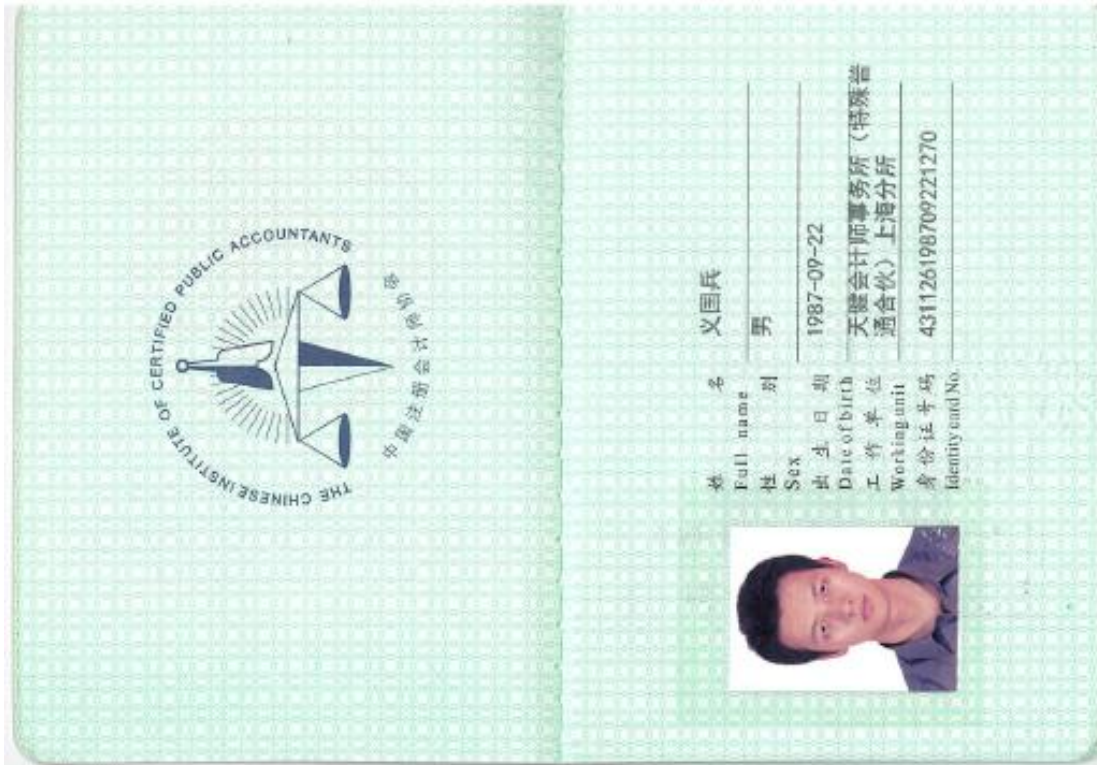 THE CHINESE INSTITUTE OF CERTIFIED PUBLIC ACCOUNTANTS
中国注册会计师协会
姓 名 义国兵
Full name
性 别 男
Sex
出 生 日 期 1987-09-22
Date of birth
工 作 单 位 天健会计师事务所（特殊普
Working unit 通合伙）上海分所
身 份 证 号 码 431126198709221270
Identity card No.